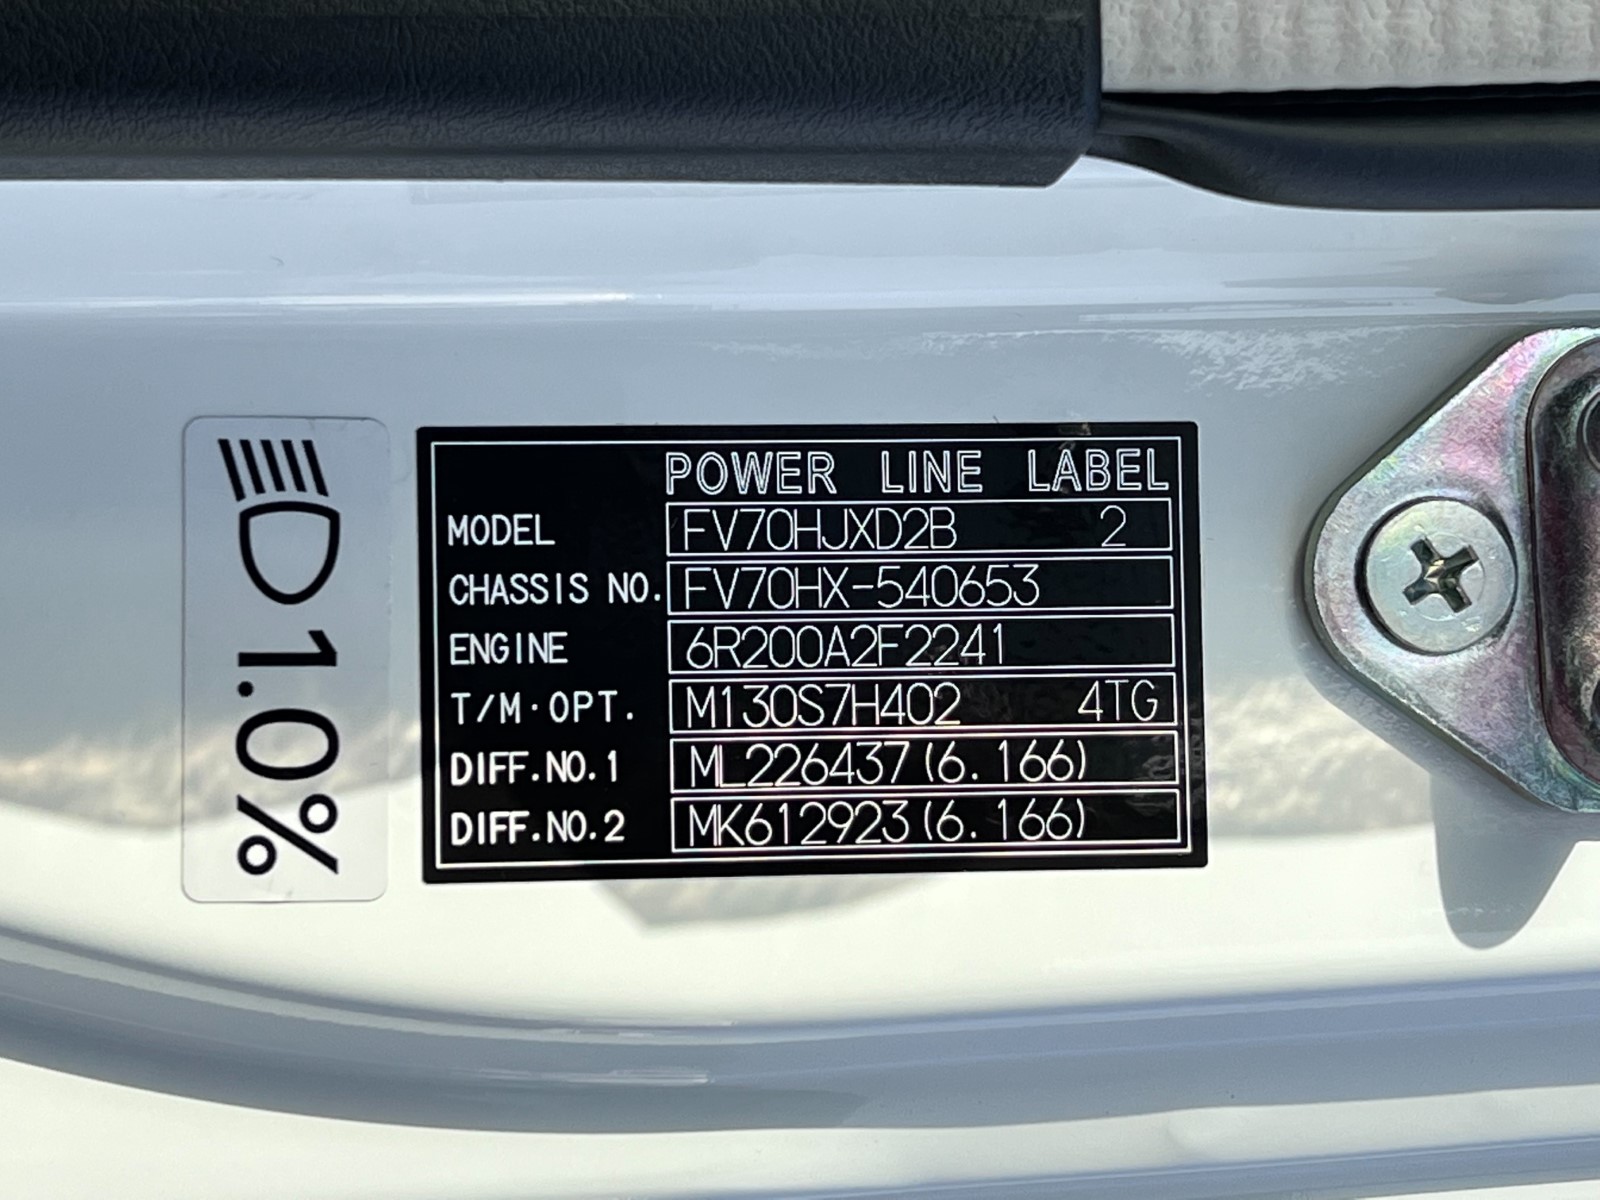 POWER LINE LABEL
MODEL FV70HJXD2B 2
CHASSIS NO. FV70HX-540653
ENGINE 6R200A2F2241
T/M·OPT. M130S7H402 4TG
DIFF.NO.1 ML226437(6.166)
DIFF.NO.2 MK612923(6.166)
1.0%